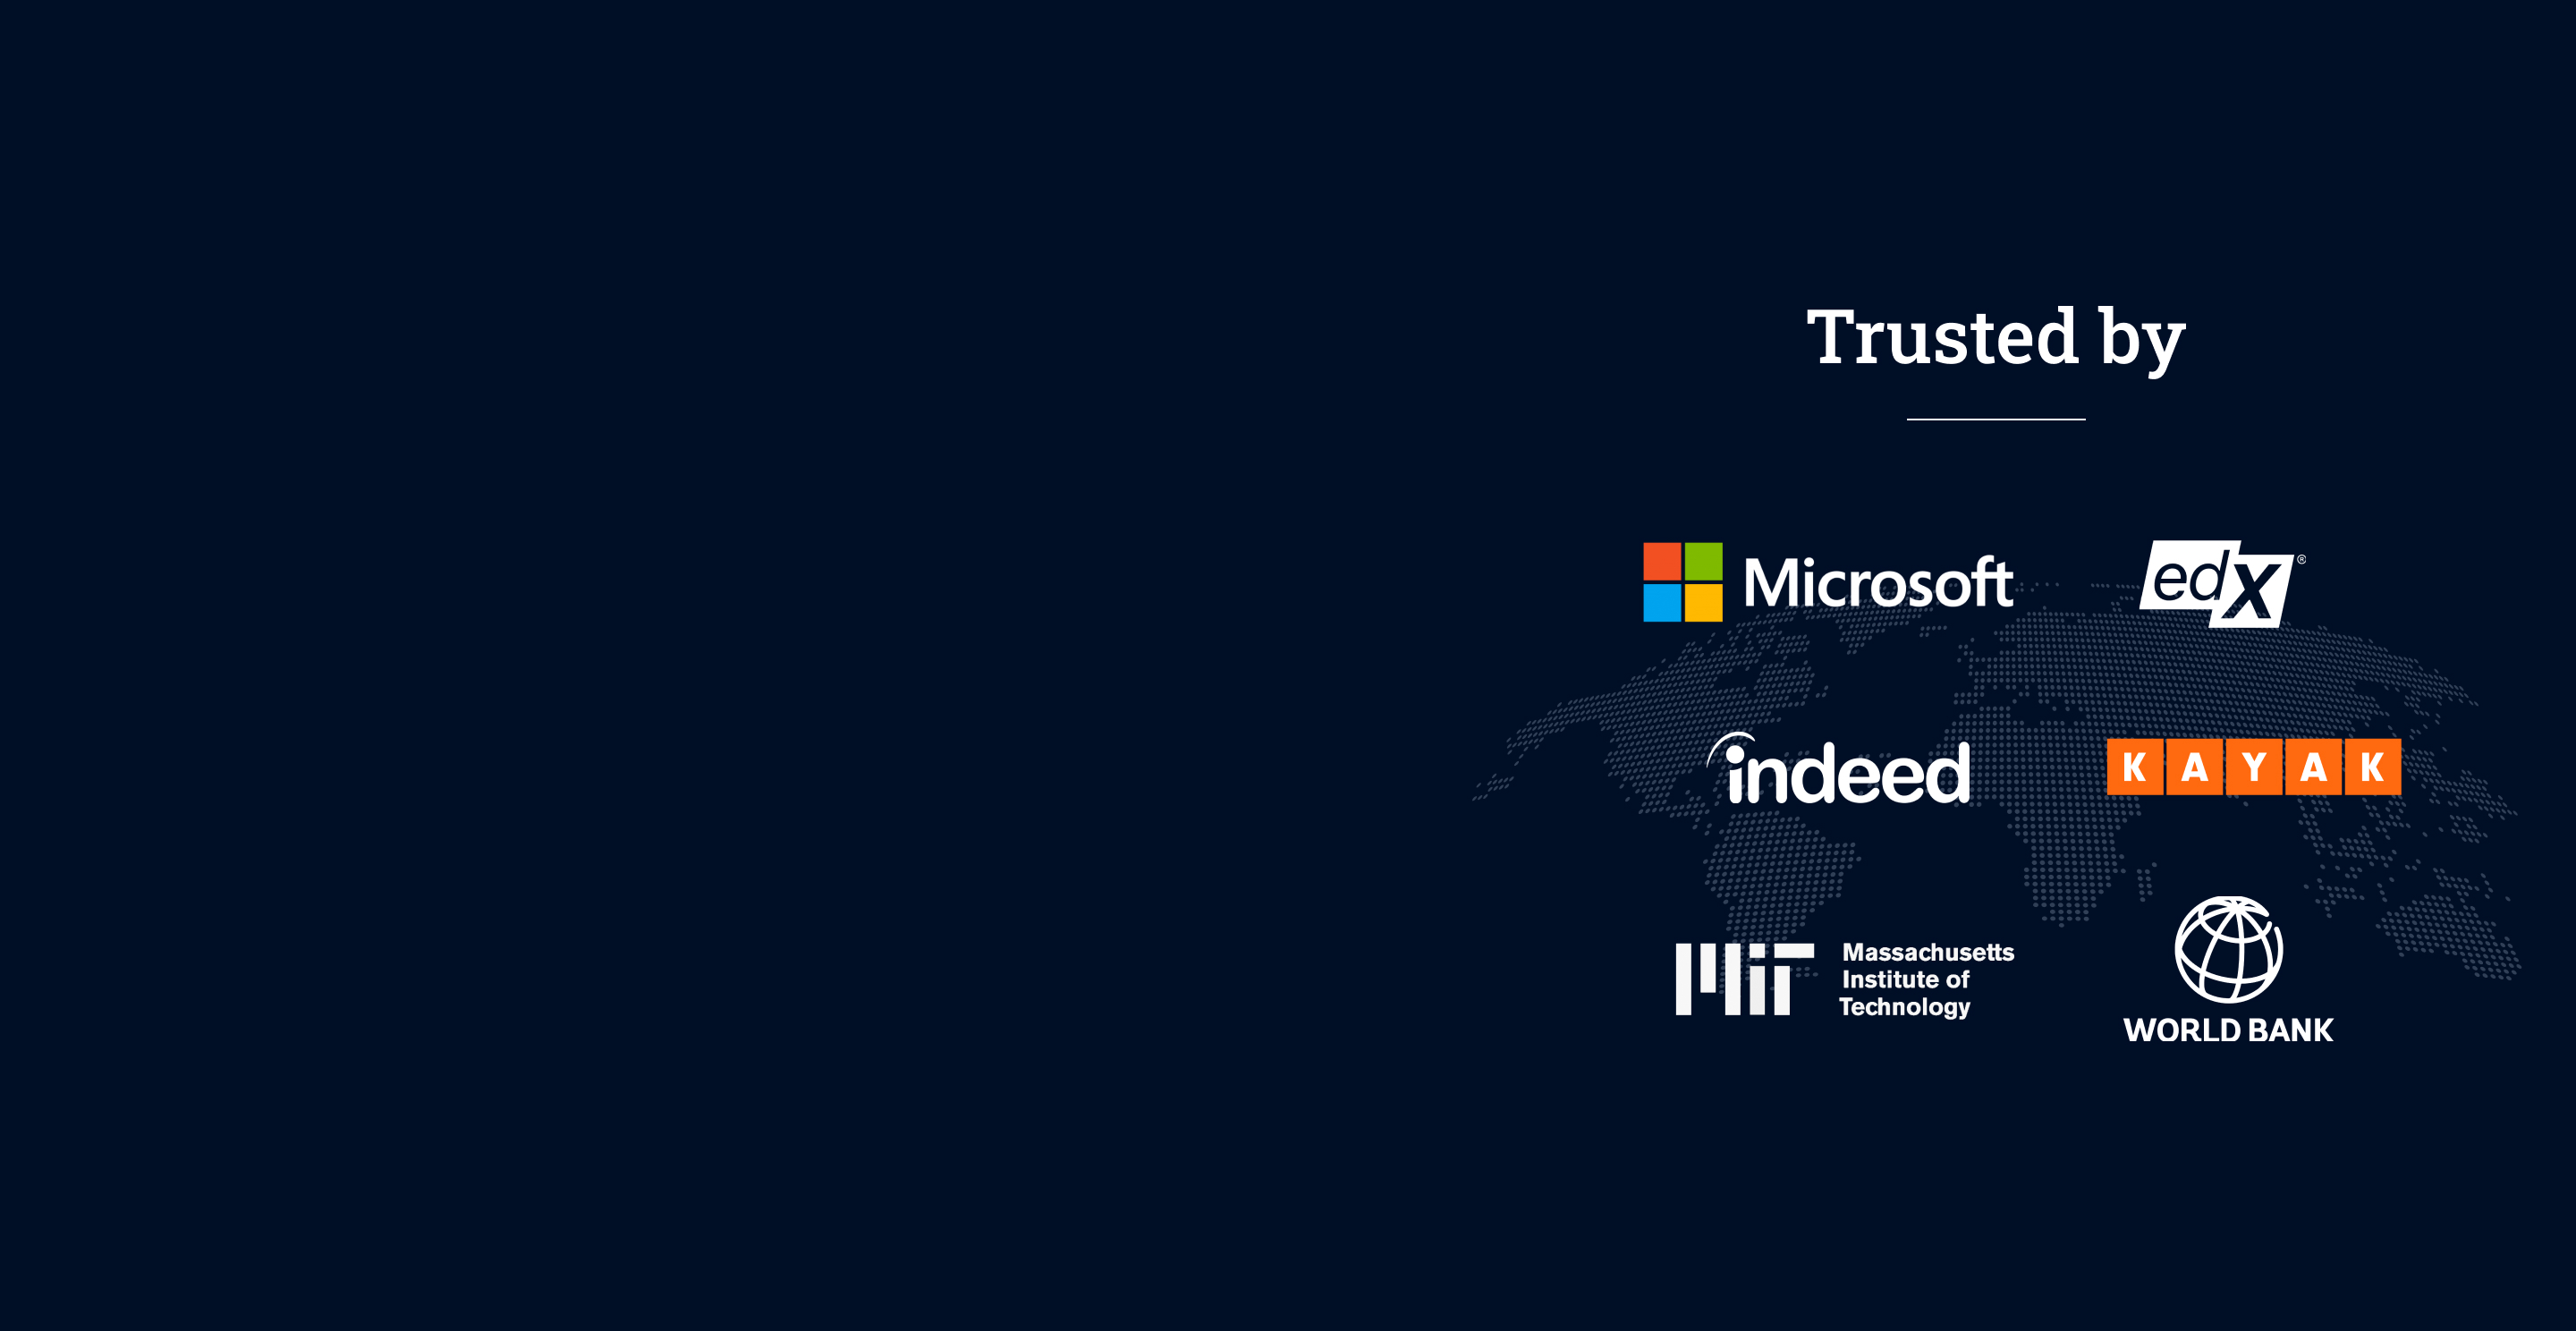 Trusted by
Microsoft
edX®
indeed
KAYAK
MIT
Massachusetts
Institute of
Technology
WORLD BANK